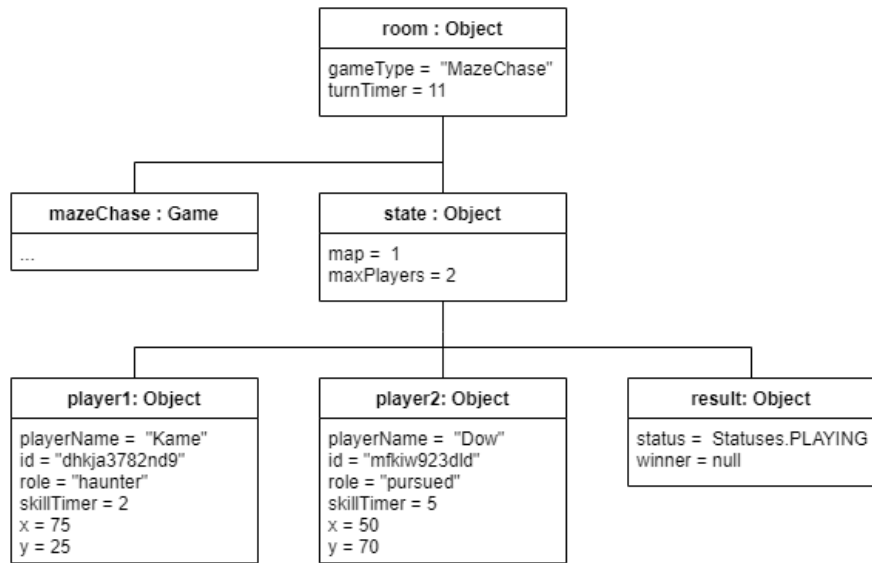 room : Object
gameType = "MazeChase"
turnTimer = 11
mazeChase : Game
...
state : Object
map = 1
maxPlayers = 2
player1: Object
playerName = "Kame"
id = "dhkja3782nd9"
role = "haunter"
skillTimer = 2
x = 75
y = 25
player2: Object
playerName = "Dow"
id = "mfkiw923dld"
role = "pursued"
skillTimer = 5
x = 50
y = 70
result: Object
status = Statuses.PLAYING
winner = null